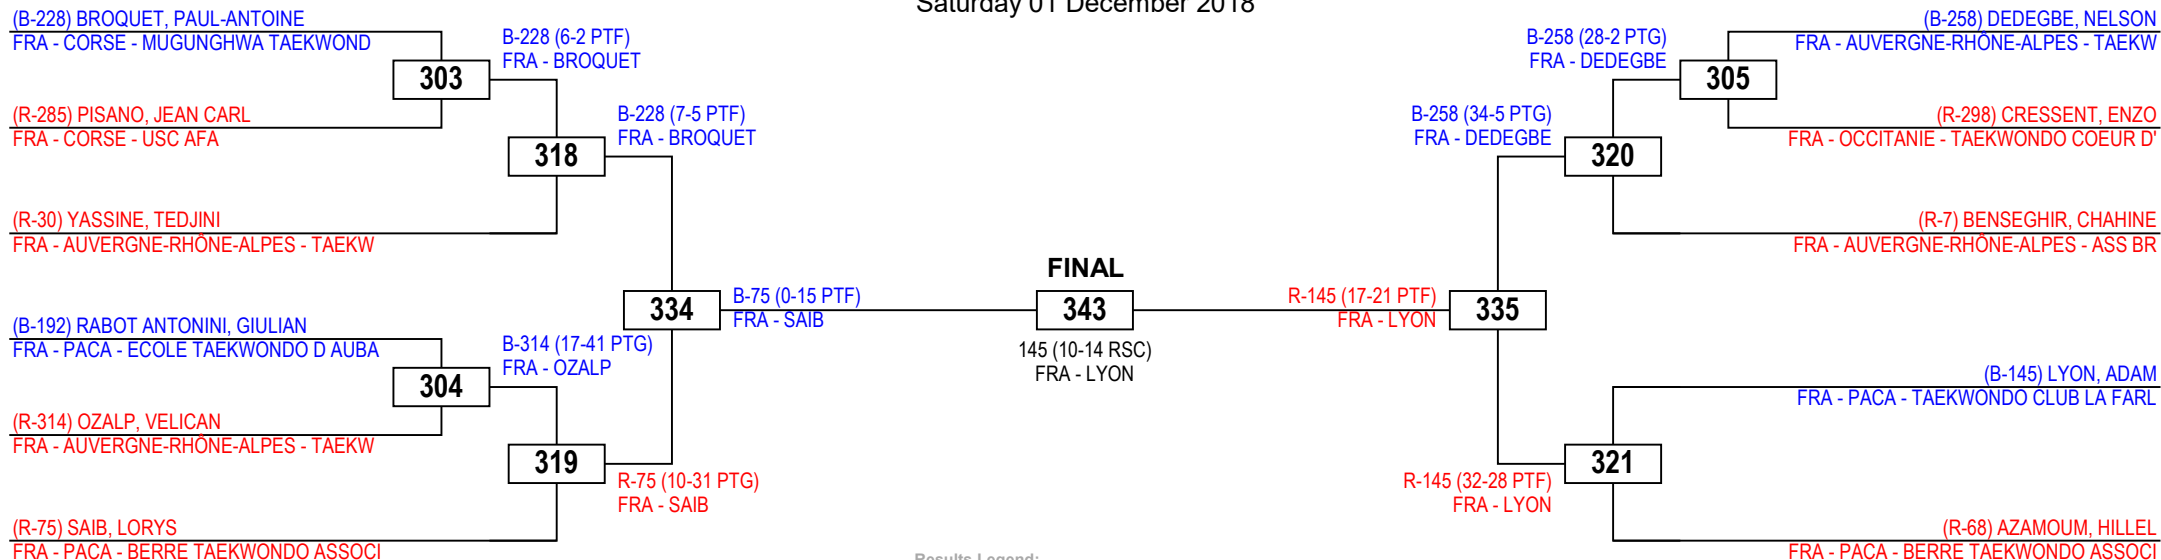 Saturday 01 December 2018
(B-228) BROQUET, PAUL-ANTOINE
FRA - CORSE - MUGUNGHWA TAEKWOND
B-228 (6-2 PTF)
FRA - BROQUET
303
(R-285) PISANO, JEAN CARL
FRA - CORSE - USC AFA
B-228 (7-5 PTF)
FRA - BROQUET
318
(R-30) YASSINE, TEDJINI
FRA - AUVERGNE-RHÔNE-ALPES - TAEKW
334
B-75 (0-15 PTF)
FRA - SAIB
(B-192) RABOT ANTONINI, GIULIAN
FRA - PACA - ECOLE TAEKWONDO D AUBA
B-314 (17-41 PTG)
FRA - OZALP
304
(R-314) OZALP, VELICAN
FRA - AUVERGNE-RHÔNE-ALPES - TAEKW
319
R-75 (10-31 PTG)
FRA - SAIB
(R-75) SAIB, LORYS
FRA - PACA - BERRE TAEKWONDO ASSOCI
FINAL
343
145 (10-14 RSC)
FRA - LYON
(B-258) DEDEGBE, NELSON
FRA - AUVERGNE-RHÔNE-ALPES - TAEKW
B-258 (28-2 PTG)
FRA - DEDEGBE
305
(R-298) CRESSENT, ENZO
FRA - OCCITANIE - TAEKWONDO COEUR D'
B-258 (34-5 PTG)
FRA - DEDEGBE
320
(R-7) BENSEGHIR, CHAHINE
FRA - AUVERGNE-RHÔNE-ALPES - ASS BR
R-145 (17-21 PTF)
FRA - LYON
335
(B-145) LYON, ADAM
FRA - PACA - TAEKWONDO CLUB LA FARL
321
R-145 (32-28 PTF)
FRA - LYON
(R-68) AZAMOUM, HILLEL
FRA - PACA - BERRE TAEKWONDO ASSOCI
Results Legend: